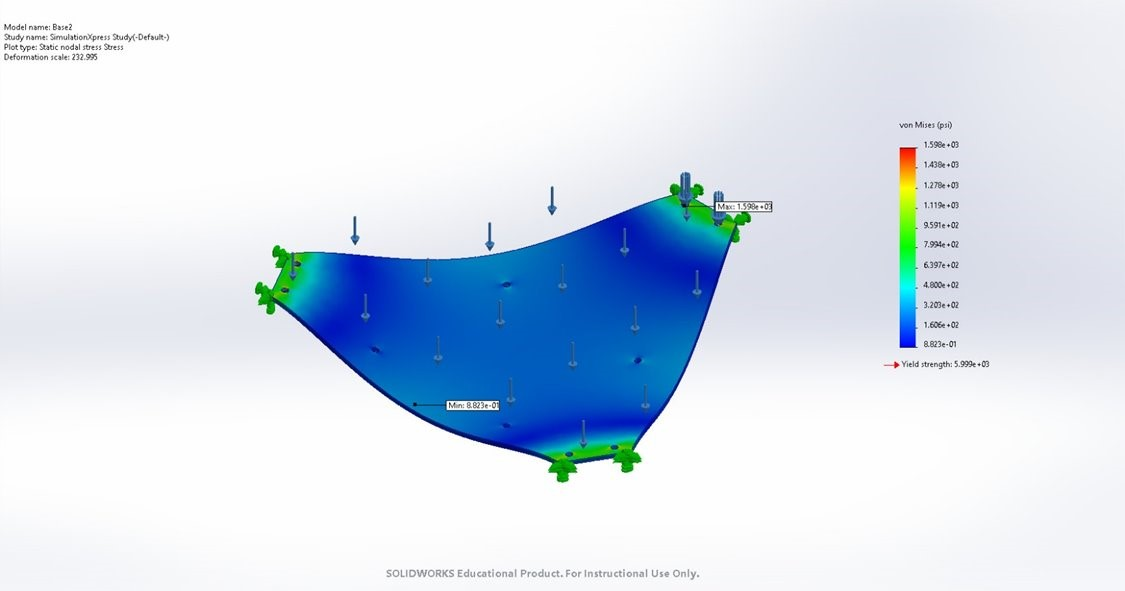 Model name: Base2
Study name: SimulationXpress Study(-Default-)
Plot type: Static nodal stress Stress
Deformation scale: 232.995
von Mises (psi)
1.598e+03
1.438e+03
1.278e+03
1.119e+03
9.591e+02
7.994e+02
6.397e+02
4.800e+02
3.203e+02
1.606e+02
8.823e-01
Yield strength: 5.999e+03
Max: 1.598e+03
Min: 8.823e-01
SOLIDWORKS Educational Product. For Instructional Use Only.